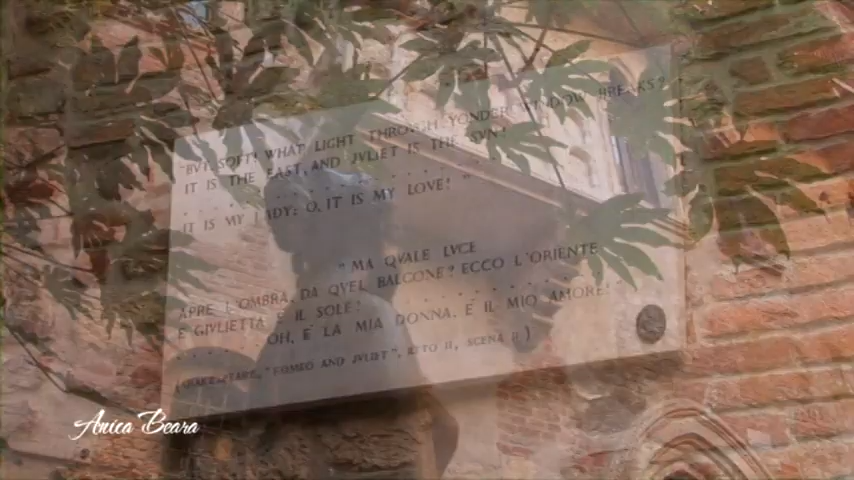 "BVT SOFT! WHAT LIGHT THROUGH YONDER WINDOW BREAKS?
IT IS THE EAST, AND JVLIET IS THE SVN!
. . . . . . . . . . . . . . .
IT IS MY LADY: O, IT IS MY LOVE! "
"MA QVALE LVCE
APRE L'OMBRA, DA QVEL BALCONE? ECCO L'ORIENTE
E GIVLIETTA È IL SOLE! . . . . . . . . . .
. . . . . . OH, È LA MIA DONNA, È IL MIO AMORE! "
(SHAKESPEARE, "ROMEO AND JVLIET", ATTO II, SCENA II)
Anica Beara